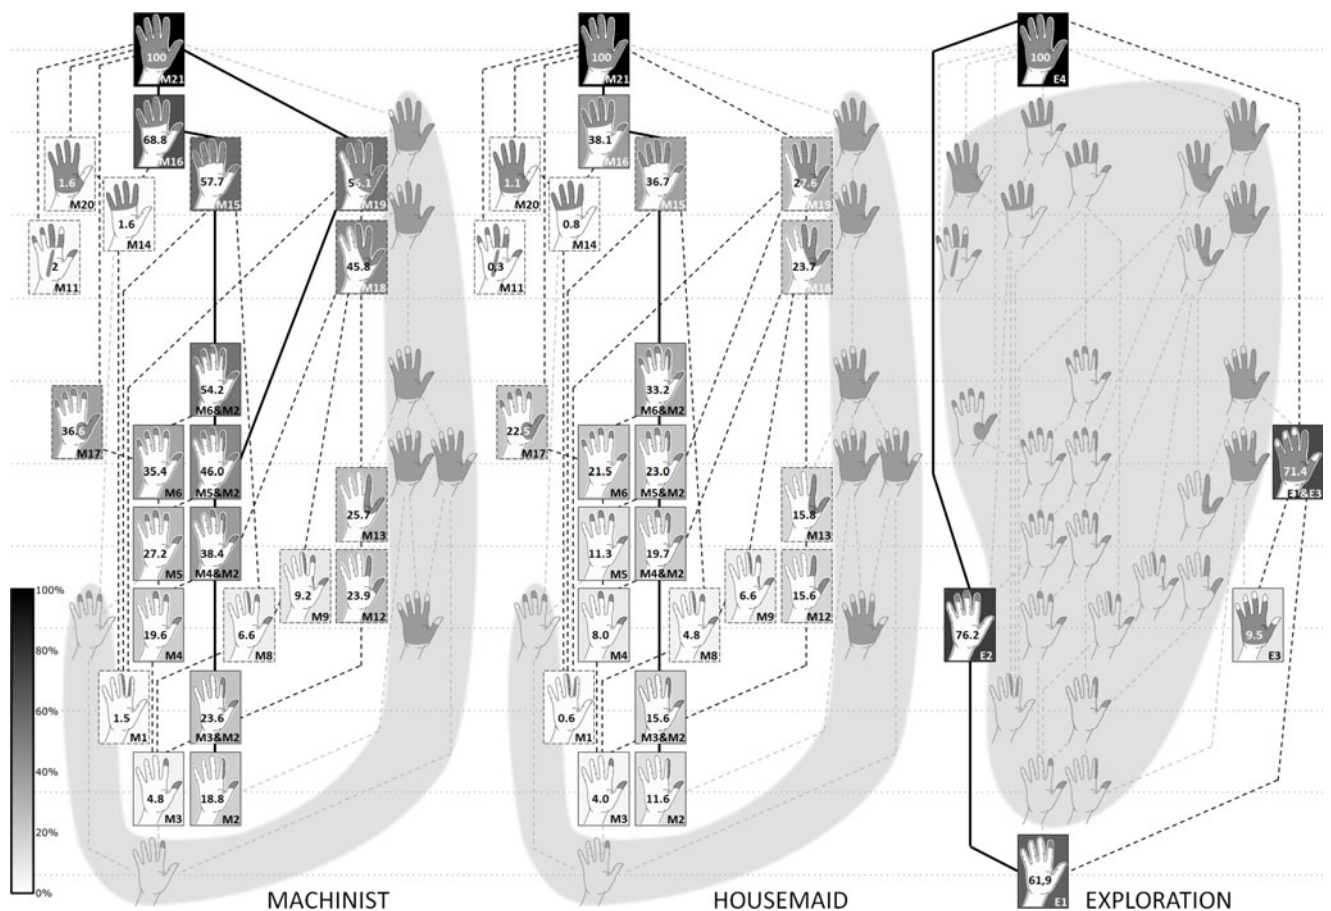 100
M21
68.8
M16
1.6
M20
57.7
M15
55.1
M19
1.6
M14
2
M11
45.8
M18
54.2
M6&M2
36.6
M17
35.4
M6
46.0
M5&M2
25.7
M13
27.2
M5
38.4
M4&M2
9.2
M9
23.9
M12
19.6
M4
6.6
M8
1.5
M1
23.6
M3&M2
4.8
M3
18.8
M2
100%
80%
60%
40%
20%
0%
MACHINIST
100
M21
38.1
M16
1.1
M20
36.7
M15
27.6
M19
0.8
M14
0,3
M11
23.7
M18
33.2
M6&M2
22.5
M17
21.5
M6
23.0
M5&M2
15.8
M13
11.3
M5
19.7
M4&M2
6.6
M9
15.6
M12
8.0
M4
4.8
M8
0.6
M1
15.6
M3&M2
4.0
M3
11.6
M2
HOUSEMAID
100
E4
71.4
E1&E3
76.2
E2
9.5
E3
61,9
E1
EXPLORATION